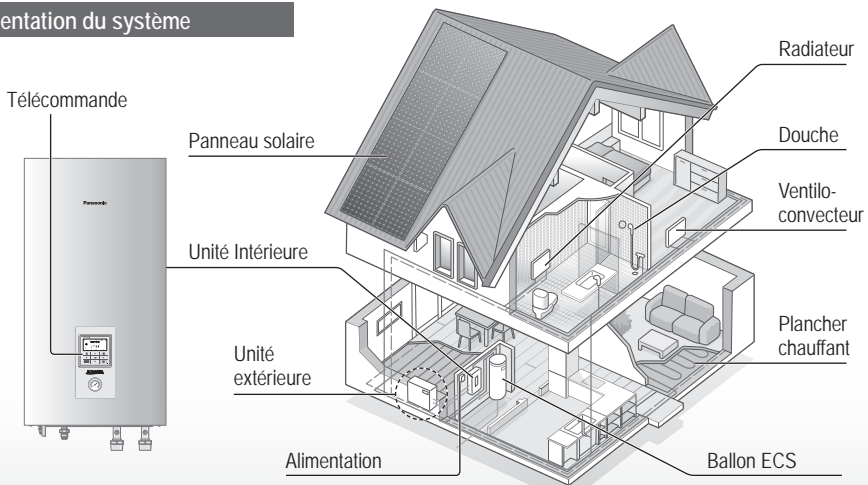 entation du système
Télécommande
Panasonic
Panneau solaire
Unité Intérieure
Unité
extérieure
Alimentation
Radiateur
Douche
Ventilo-
convecteur
Plancher
chauffant
Ballon ECS